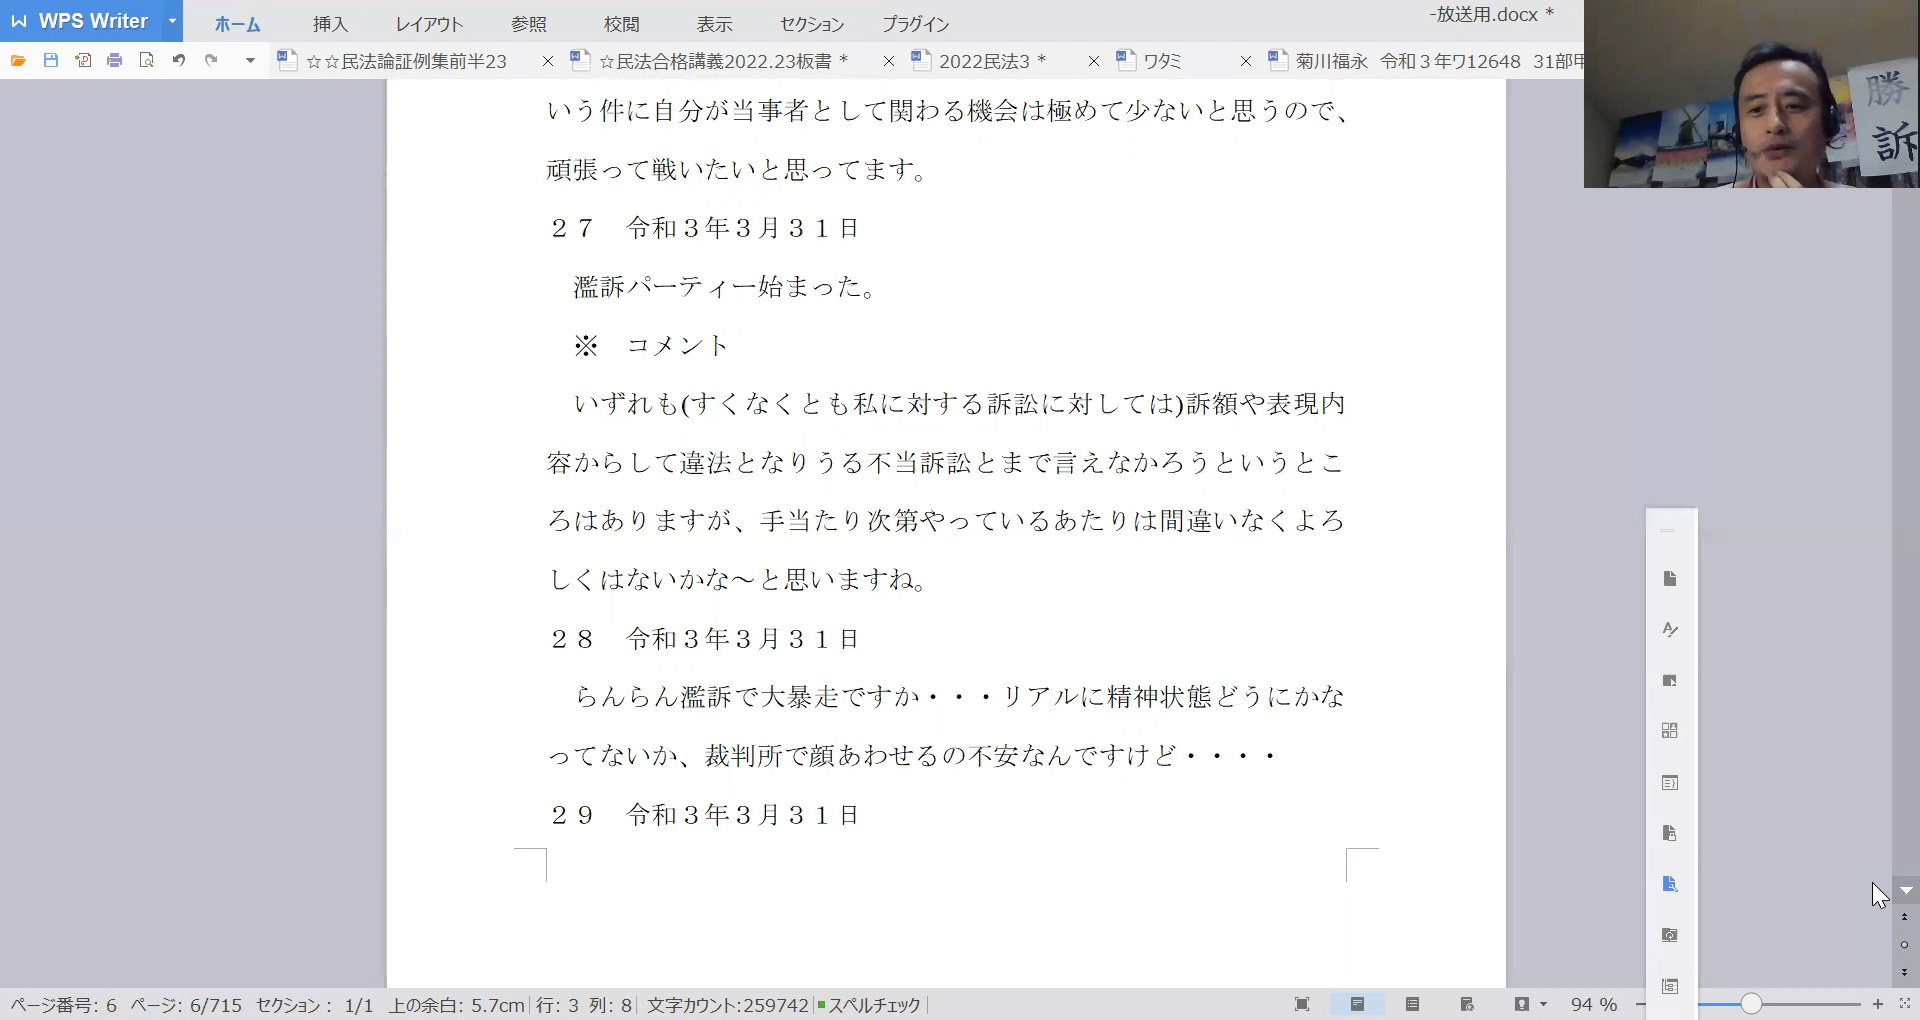 WPS Writer
ホーム 挿入 レイアウト 参照 校閲 表示 セクション プラグイン
-放送用.docx *
☆☆民法論証例集前半23 ☆民法合格講義2022.23板書 * 2022民法3 * ワタミ 菊川福永 令和３年ワ12648 31部甲
勝訴
いう件に自分が当事者として関わる機会は極めて少ないと思うので、
頑張って戦いたいと思ってます。
２７　令和３年３月３１日
濫訴パーティー始まった。
※　コメント
いずれも(すくなくとも私に対する訴訟に対しては)訴額や表現内
容からして違法となりうる不当訴訟とまで言えなかろうというとこ
ろはありますが、手当たり次第やっているあたりは間違いなくよろ
しくはないかな～と思いますね。
２８　令和３年３月３１日
らんらん濫訴で大暴走ですか・・・リアルに精神状態どうにかな
ってないか、裁判所で顔あわせるの不安なんですけど・・・・
２９　令和３年３月３１日
ページ番号: 6 ページ: 6/715 セクション: 1/1 上の余白: 5.7cm 行: 3 列: 8 文字カウント:259742 スペルチェック 94 %